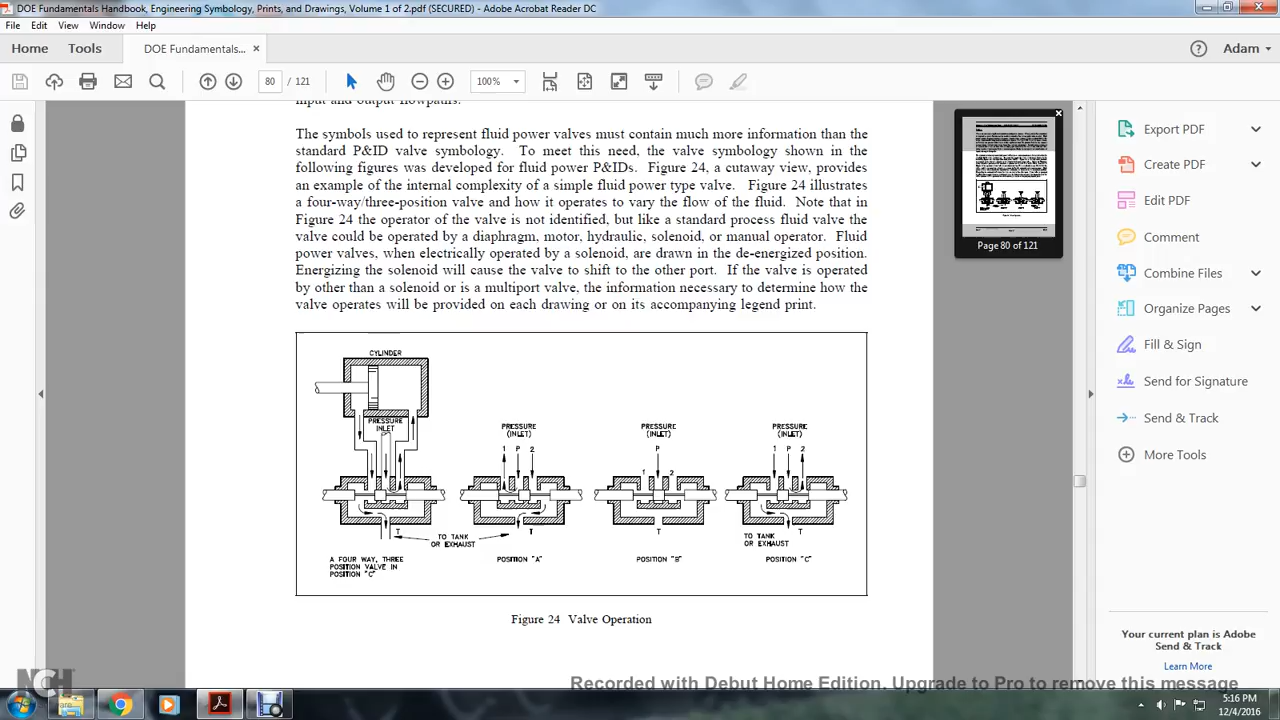 DOE Fundamentals Handbook, Engineering Symbology, Prints, and Drawings, Volume 1 of 2.pdf (SECURED) - Adobe Acrobat Reader DC
File Edit View Window Help
Home Tools DOE Fundamentals... × Adam
80 / 121 100%
input and output flowpaths.
The symbols used to represent fluid power valves must contain much more information than the
standard P&ID valve symbology. To meet this need, the valve symbology shown in the
following figures was developed for fluid power P&IDs. Figure 24, a cutaway view, provides
an example of the internal complexity of a simple fluid power type valve. Figure 24 illustrates
a four-way/three-position valve and how it operates to vary the flow of the fluid. Note that in
Figure 24 the operator of the valve is not identified, but like a standard process fluid valve the
valve could be operated by a diaphragm, motor, hydraulic, solenoid, or manual operator. Fluid
power valves, when electrically operated by a solenoid, are drawn in the de-energized position.
Energizing the solenoid will cause the valve to shift to the other port. If the valve is operated
by other than a solenoid or is a multiport valve, the information necessary to determine how the
valve operates will be provided on each drawing or on its accompanying legend print.
CYLINDER
PRESSURE
INLET
T
A FOUR WAY, THREE
POSITION VALVE IN
POSITION "C"
TO TANK
OR EXHAUST
PRESSURE
(INLET)
1 P 2
T
POSITION "A"
PRESSURE
(INLET)
P
1 2
T
POSITION "B"
PRESSURE
(INLET)
1 P 2
T
TO TANK
OR EXHAUST
POSITION "C"
Figure 24 Valve Operation
Page 80 of 121
Export PDF
Create PDF
Edit PDF
Comment
Combine Files
Organize Pages
Fill & Sign
Send for Signature
Send & Track
More Tools
Your current plan is Adobe
Send & Track
Learn More
NCH
Recorded with Debut Home Edition. Upgrade to Pro to remove this message
5:16 PM
12/4/2016